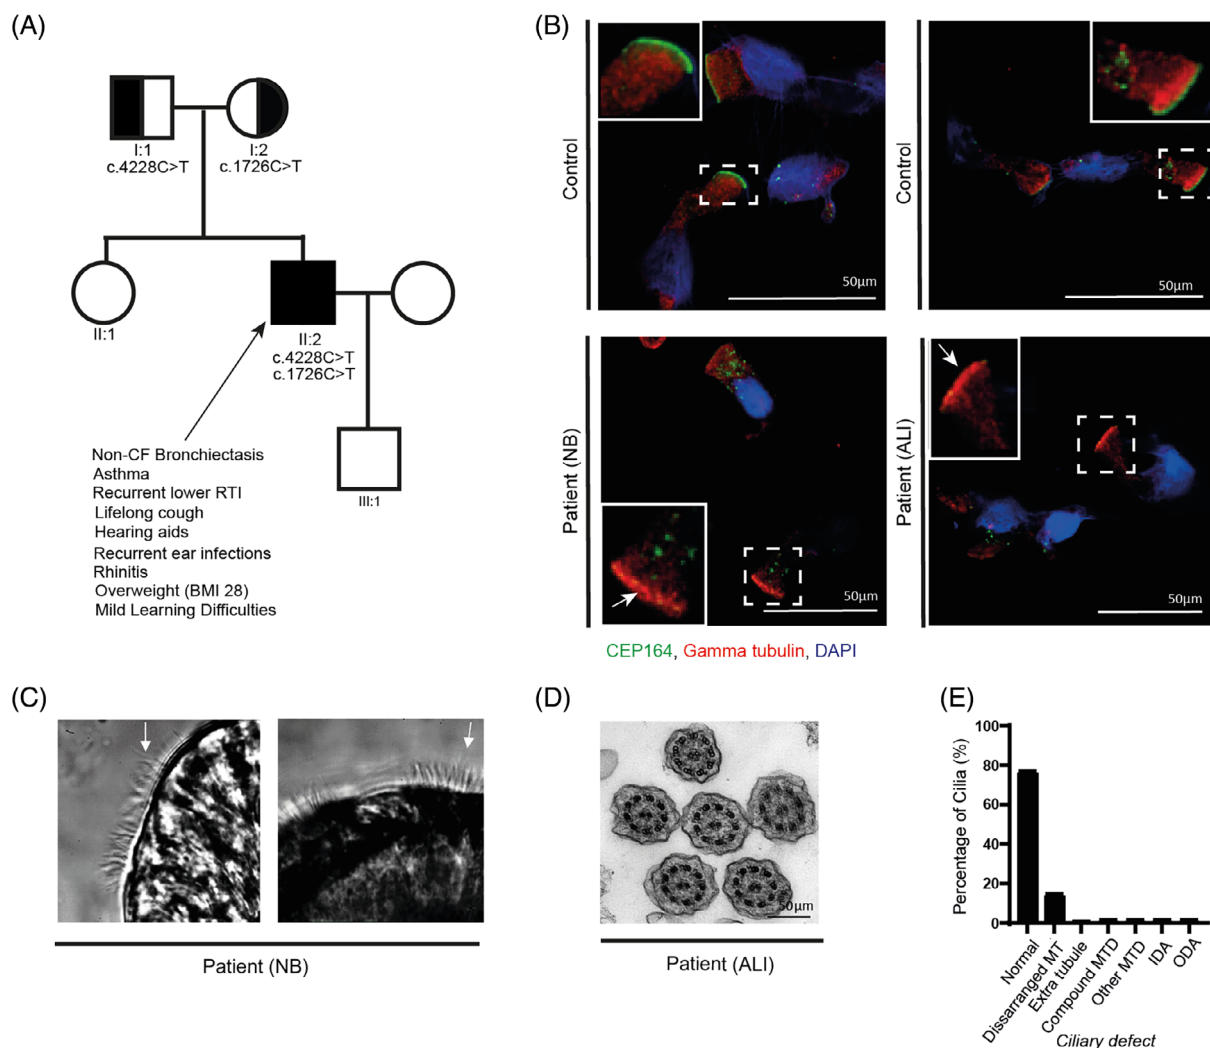 (A)
I:1
c.4228C>T
I:2
c.1726C>T
II:1
II:2
c.4228C>T
c.1726C>T
III:1
Non-CF Bronchiectasis
Asthma
Recurrent lower RTI
Lifelong cough
Hearing aids
Recurrent ear infections
Rhinitis
Overweight (BMI 28)
Mild Learning Difficulties
(B)
Control
50µm
Control
50µm
Patient (NB)
50µm
Patient (ALI)
50µm
CEP164, Gamma tubulin, DAPI
(C)
Patient (NB)
(D)
50µm
Patient (ALI)
(E)
Percentage of Cilia (%)
100
80
60
40
20
0
Normal
Dissarranged MT
Extra tubule
Compound MTD
Other MTD
IDA
ODA
Ciliary defect